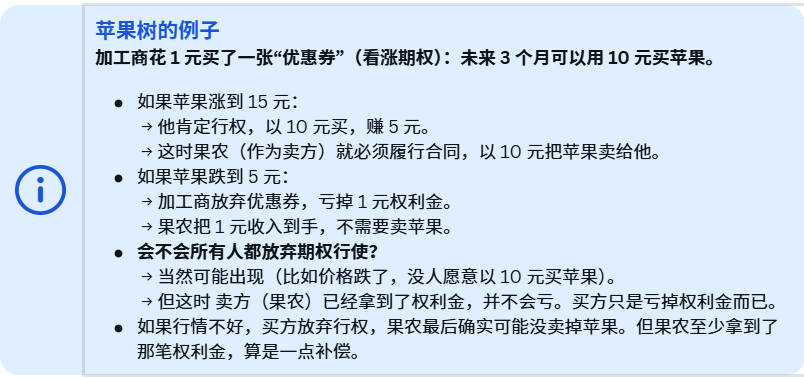 苹果树的例子
加工商花 1 元买了一张“优惠券”（看涨期权）：未来 3 个月可以用 10 元买苹果。
● 如果苹果涨到 15 元：
→ 他肯定行权，以 10 元买，赚 5 元。
→ 这时果农（作为卖方）就必须履行合同，以 10 元把苹果卖给他。
● 如果苹果跌到 5 元：
→ 加工商放弃优惠券，亏掉 1 元权利金。
→ 果农把 1 元收入到手，不需要卖苹果。
● 会不会所有人都放弃期权行使？
→ 当然可能出现（比如价格跌了，没人愿意以 10 元买苹果）。
→ 但这时 卖方（果农）已经拿到了权利金，并不会亏。买方只是亏掉权利金而已。
● 如果行情不好，买方放弃行权，果农最后确实可能没卖掉苹果。但果农至少拿到了
那笔权利金，算是一点补偿。